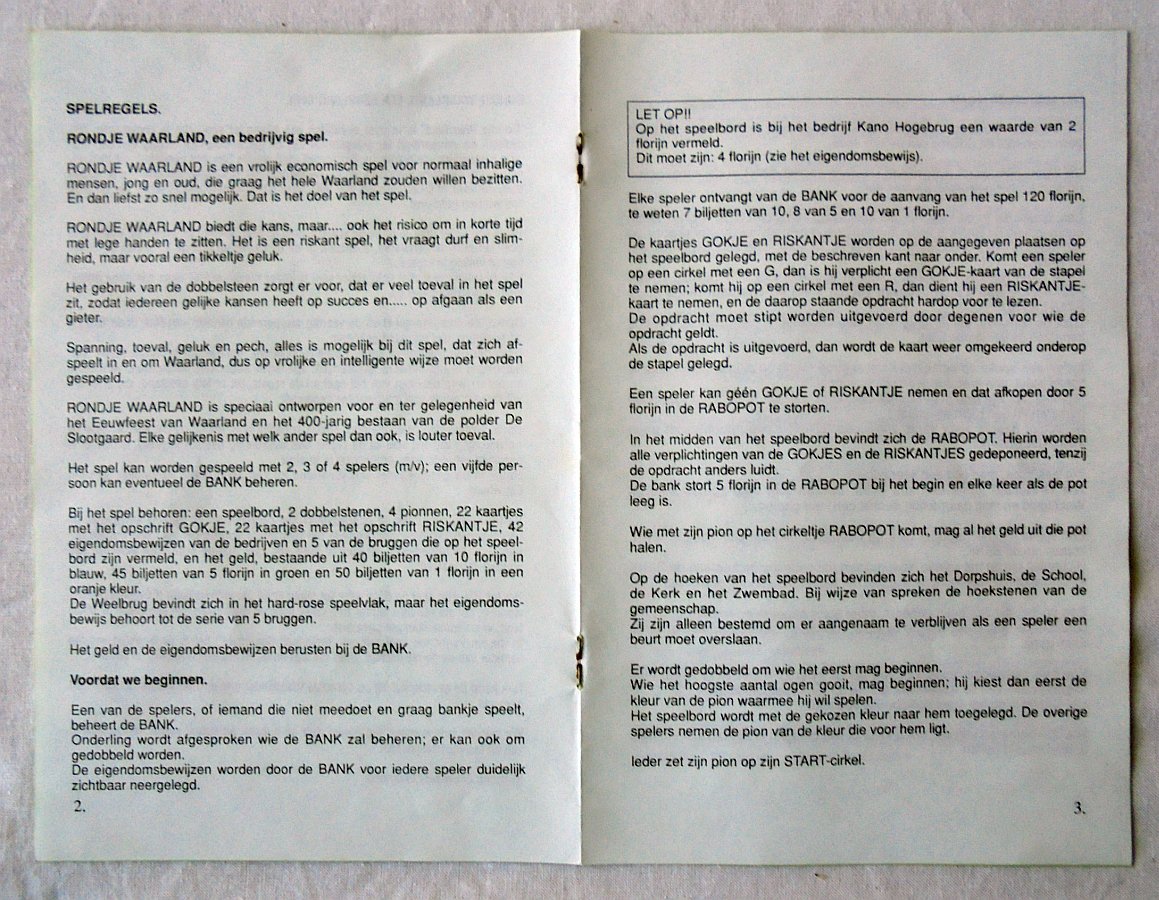 SPELREGELS.
RONDJE WAARLAND, een bedrijvig spel.
RONDJE WAARLAND is een vrolijk economisch spel voor normaal inhalige
mensen, jong en oud, die graag het hele Waarland zouden willen bezitten.
En dan liefst zo snel mogelijk. Dat is het doel van het spel.
RONDJE WAARLAND biedt die kans, maar.... ook het risico om in korte tijd
met lege handen te zitten. Het is een riskant spel, het vraagt durf en slim-
heid, maar vooral een tikkeltje geluk.
Het gebruik van de dobbelsteen zorgt er voor, dat er veel toeval in het spel
zit, zodat iedereen gelijke kansen heeft op succes en..... op afgaan als een
gieter.
Spanning, toeval, geluk en pech, alles is mogelijk bij dit spel, dat zich af-
speelt in en om Waarland, dus op vrolijke en intelligente wijze moet worden
gespeeld.
RONDJE WAARLAND is speciaal ontworpen voor en ter gelegenheid van
het Eeuwfeest van Waarland en het 400-jarig bestaan van de polder De
Slootgaard. Elke gelijkenis met welk ander spel dan ook, is louter toeval.
Het spel kan worden gespeeld met 2, 3 of 4 spelers (m/v); een vijfde per-
soon kan eventueel de BANK beheren.
Bij het spel behoren: een speelbord, 2 dobbelstenen, 4 pionnen, 22 kaartjes
met het opschrift GOKJE, 22 kaartjes met het opschrift RISKANTJE, 42
eigendomsbewijzen van de bedrijven en 5 van de bruggen die op het speel-
bord zijn vermeld, en het geld, bestaande uit 40 biljetten van 10 florijn in
blauw, 45 biljetten van 5 florijn in groen en 50 biljetten van 1 florijn in een
oranje kleur.
De Weelbrug bevindt zich in het hard-rose speelvlak, maar het eigendoms-
bewijs behoort tot de serie van 5 bruggen.
Het geld en de eigendomsbewijzen berusten bij de BANK.
Voordat we beginnen.
Een van de spelers, of iemand die niet meedoet en graag bankje speelt,
beheert de BANK.
Onderling wordt afgesproken wie de BANK zal beheren; er kan ook om
gedobbeld worden.
De eigendomsbewijzen worden door de BANK voor iedere speler duidelijk
zichtbaar neergelegd.
2.
LET OP!!
Op het speelbord is bij het bedrijf Kano Hogebrug een waarde van 2
florijn vermeld.
Dit moet zijn: 4 florijn (zie het eigendomsbewijs).
Elke speler ontvangt van de BANK voor de aanvang van het spel 120 florijn,
te weten 7 biljetten van 10, 8 van 5 en 10 van 1 florijn.
De kaartjes GOKJE en RISKANTJE worden op de aangegeven plaatsen op
het speelbord gelegd, met de beschreven kant naar onder. Komt een speler
op een cirkel met een G, dan is hij verplicht een GOKJE-kaart van de stapel
te nemen; komt hij op een cirkel met een R, dan dient hij een RISKANTJE-
kaart te nemen, en de daarop staande opdracht hardop voor te lezen.
De opdracht moet stipt worden uitgevoerd door degenen voor wie de
opdracht geldt.
Als de opdracht is uitgevoerd, dan wordt de kaart weer omgekeerd onderop
de stapel gelegd.
Een speler kan géén GOKJE of RISKANTJE nemen en dat afkopen door 5
florijn in de RABOPOT te storten.
In het midden van het speelbord bevindt zich de RABOPOT. Hierin worden
alle verplichtingen van de GOKJES en de RISKANTJES gedeponeerd, tenzij
de opdracht anders luidt.
De bank stort 5 florijn in de RABOPOT bij het begin en elke keer als de pot
leeg is.
Wie met zijn pion op het cirkeltje RABOPOT komt, mag al het geld uit die pot
halen.
Op de hoeken van het speelbord bevinden zich het Dorpshuis, de School,
de Kerk en het Zwembad. Bij wijze van spreken de hoekstenen van de
gemeenschap.
Zij zijn alleen bestemd om er aangenaam te verblijven als een speler een
beurt moet overslaan.
Er wordt gedobbeld om wie het eerst mag beginnen.
Wie het hoogste aantal ogen gooit, mag beginnen; hij kiest dan eerst de
kleur van de pion waarmee hij wil spelen.
Het speelbord wordt met de gekozen kleur naar hem toegelegd. De overige
spelers nemen de pion van de kleur die voor hem ligt.
Ieder zet zijn pion op zijn START-cirkel.
3.